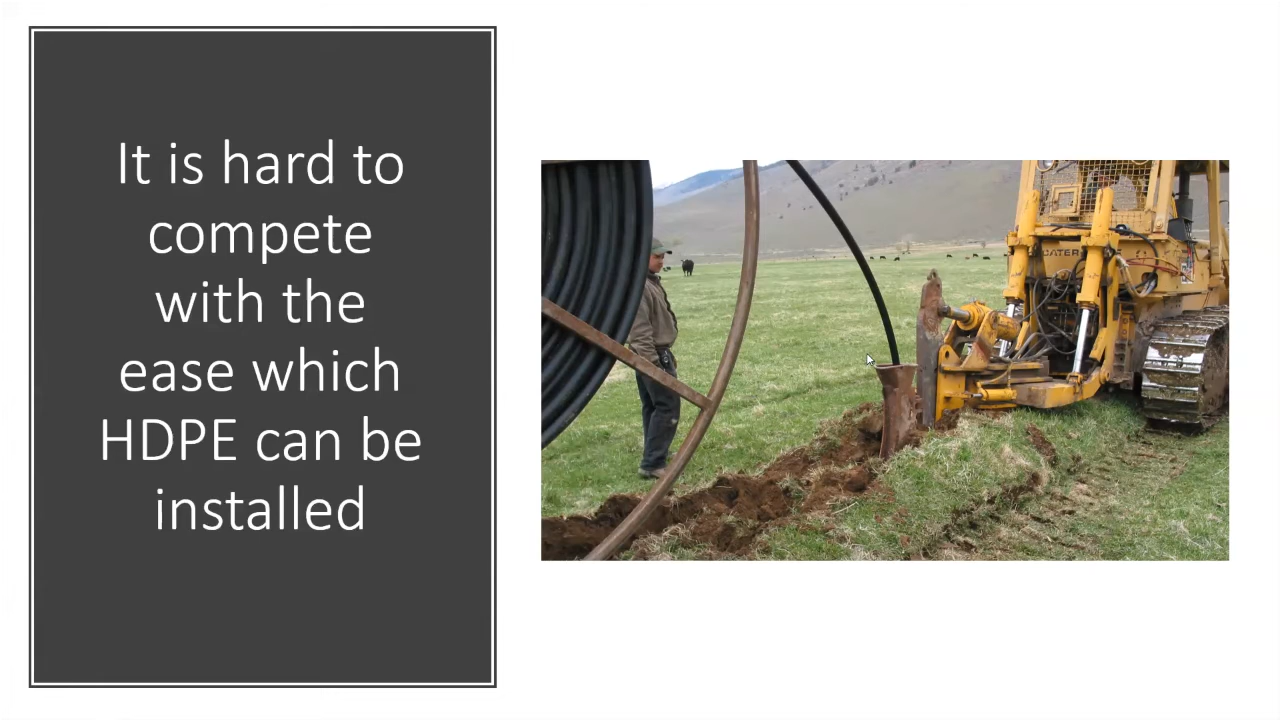 It is hard to
compete
with the
ease which
HDPE can be
installed